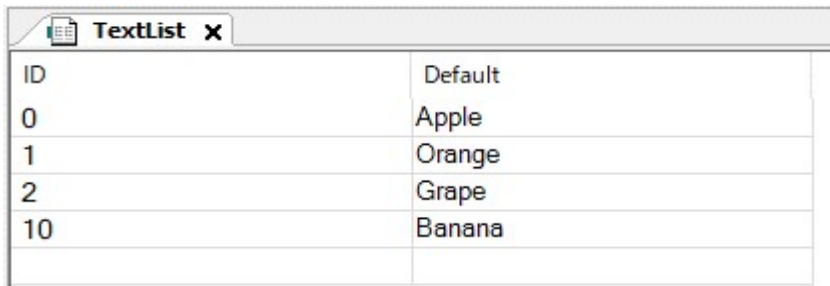 TextList x
ID Default
0 Apple
1 Orange
2 Grape
10 Banana